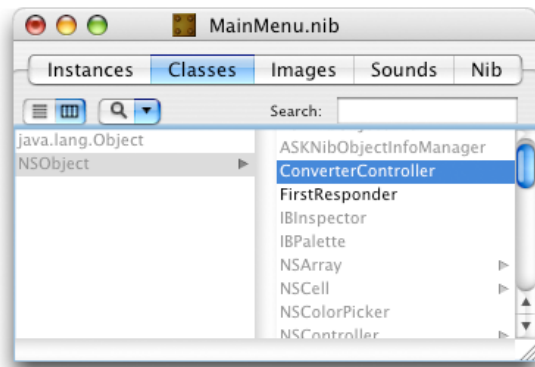 MainMenu.nib
Instances Classes Images Sounds Nib
Search:
java.lang.Object
NSObject
ASKNibObjectInfoManager
ConverterController
FirstResponder
IBInspector
IBPalette
NSArray
NSCell
NSColorPicker
NSController